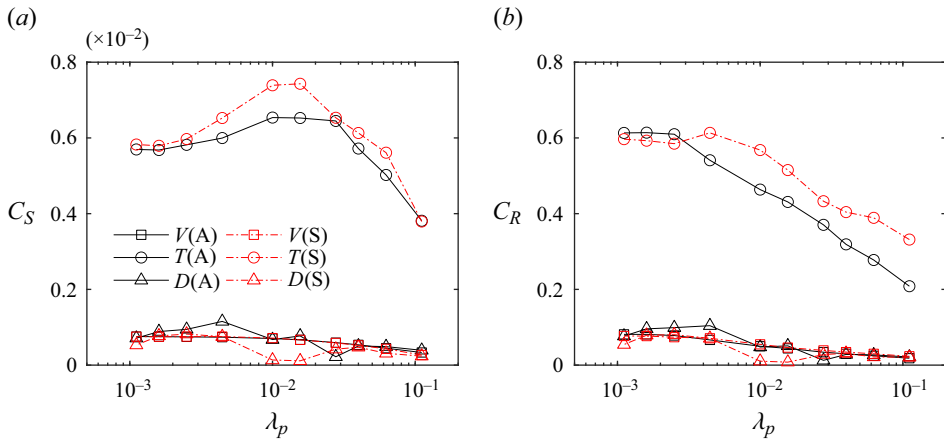 (a)
(×10⁻²)
0.8
0.6
C_S 0.4
0.2
0
V(A) V(S)
T(A) T(S)
D(A) D(S)
10⁻³ 10⁻² 10⁻¹
λ_p
(b)
0.8
0.6
C_R 0.4
0.2
0
10⁻³ 10⁻² 10⁻¹
λ_p